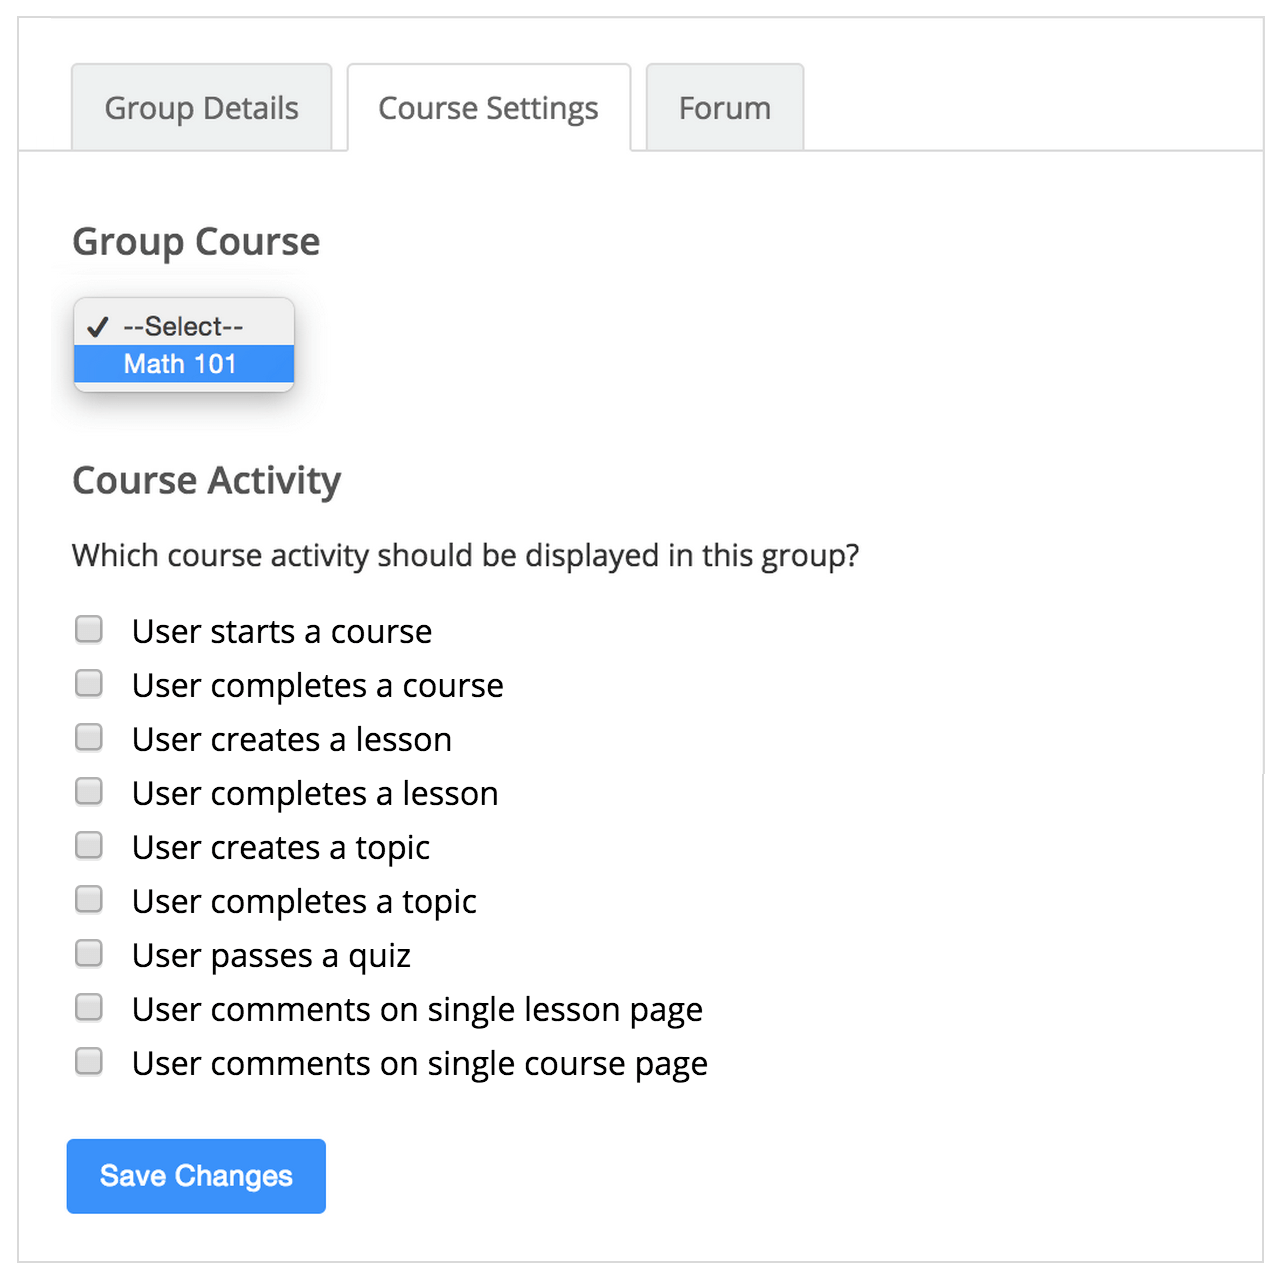 Group Details Course Settings Forum
Group Course
✓ --Select--
Math 101
Course Activity
Which course activity should be displayed in this group?
User starts a course
User completes a course
User creates a lesson
User completes a lesson
User creates a topic
User completes a topic
User passes a quiz
User comments on single lesson page
User comments on single course page
Save Changes